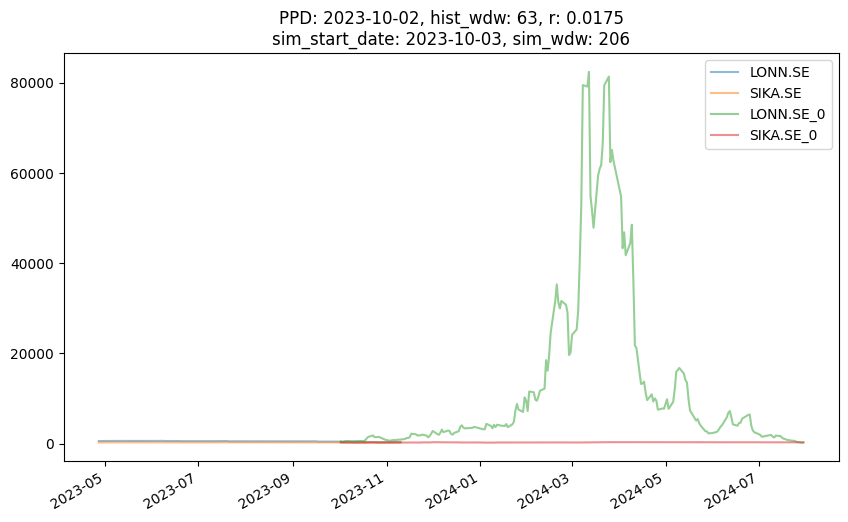 PPD: 2023-10-02, hist_wdw: 63, r: 0.0175
sim_start_date: 2023-10-03, sim_wdw: 206
LONN.SE
SIKA.SE
LONN.SE_0
SIKA.SE_0
80000
60000
40000
20000
0
2023-05
2023-07
2023-09
2023-11
2024-01
2024-03
2024-05
2024-07